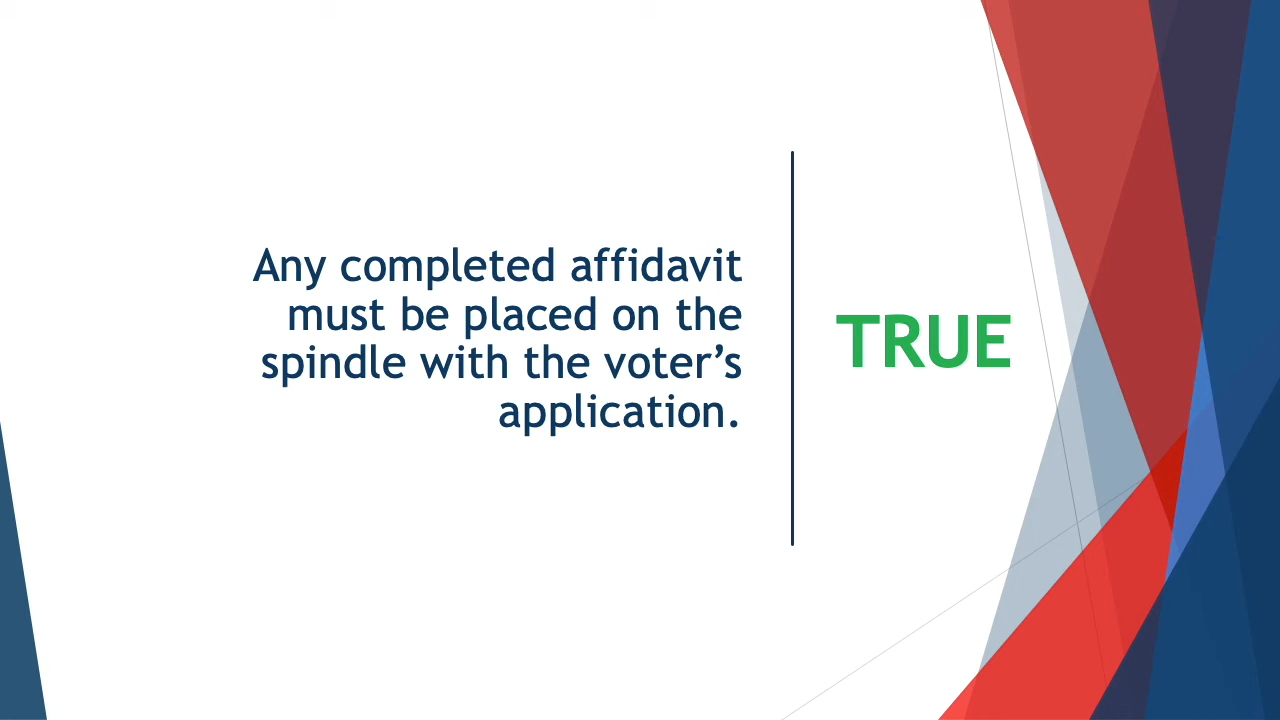 Any completed affidavit
must be placed on the
spindle with the voter’s
application.
TRUE